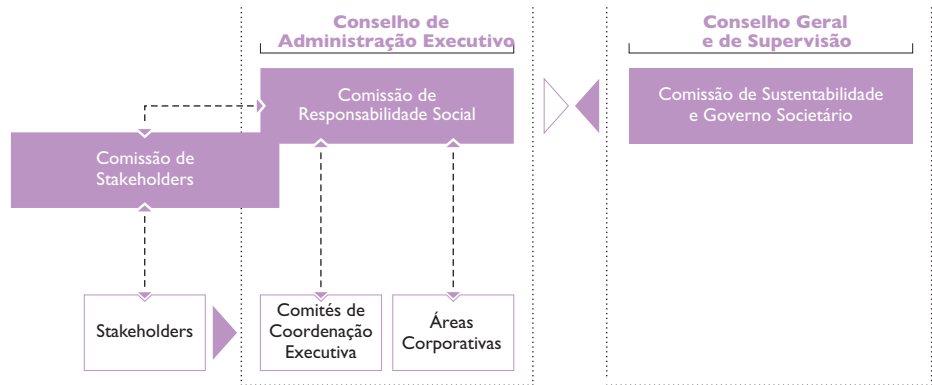 Conselho de
Administração Executivo
Conselho Geral
e de Supervisão
Comissão de
Responsabilidade Social
Comissão de Sustentabilidade
e Governo Societário
Comissão de
Stakeholders
Stakeholders
Comités de
Coordenação
Executiva
Áreas
Corporativas